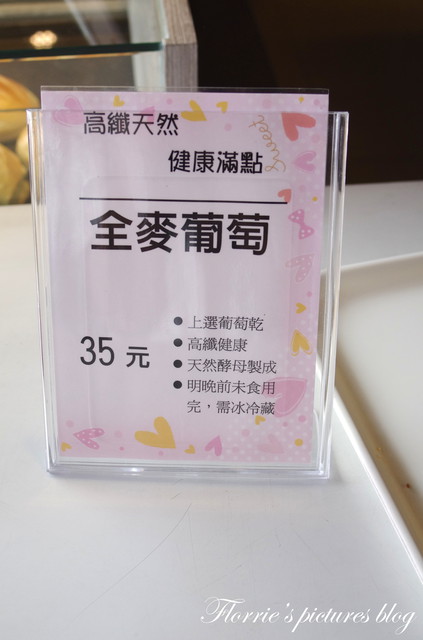 高纖天然
健康滿點
sweet
全麥葡萄
35 元
● 上選葡萄乾
● 高纖健康
● 天然酵母製成
● 明晚前未食用
完，需冰冷藏
Florrie's pictures blog